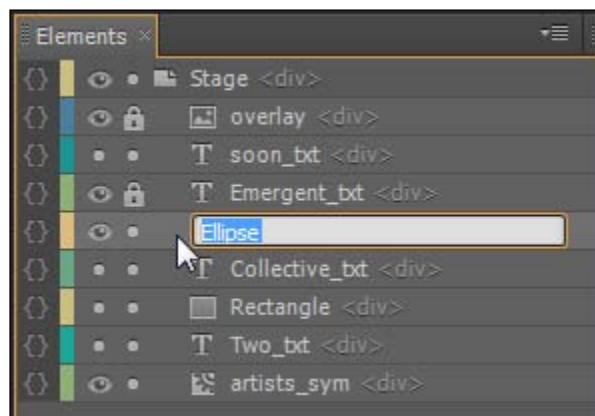 Elements
Stage <div>
overlay <div>
soon_txt <div>
Emergent_txt <div>
Ellipse
Collective_txt <div>
Rectangle <div>
Two_txt <div>
artists_sym <div>